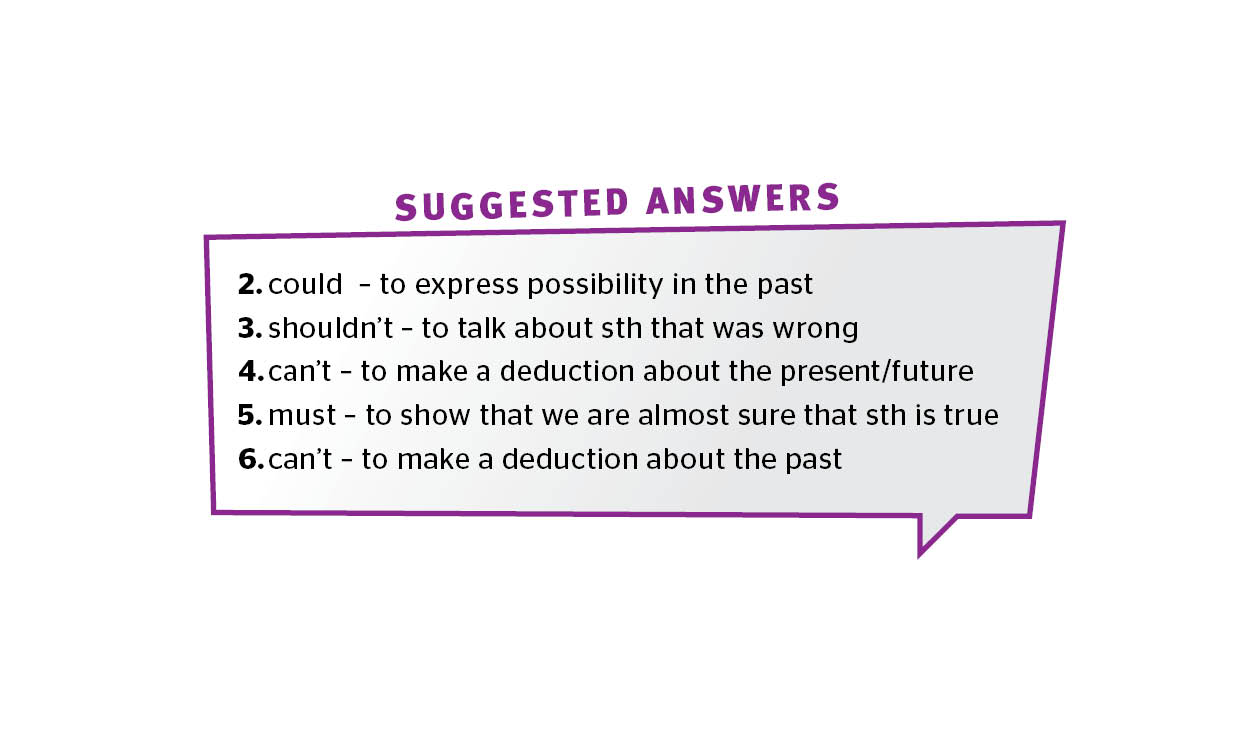 SUGGESTED ANSWERS
2. could – to express possibility in the past
3. shouldn’t – to talk about sth that was wrong
4. can’t – to make a deduction about the present/future
5. must – to show that we are almost sure that sth is true
6. can’t – to make a deduction about the past